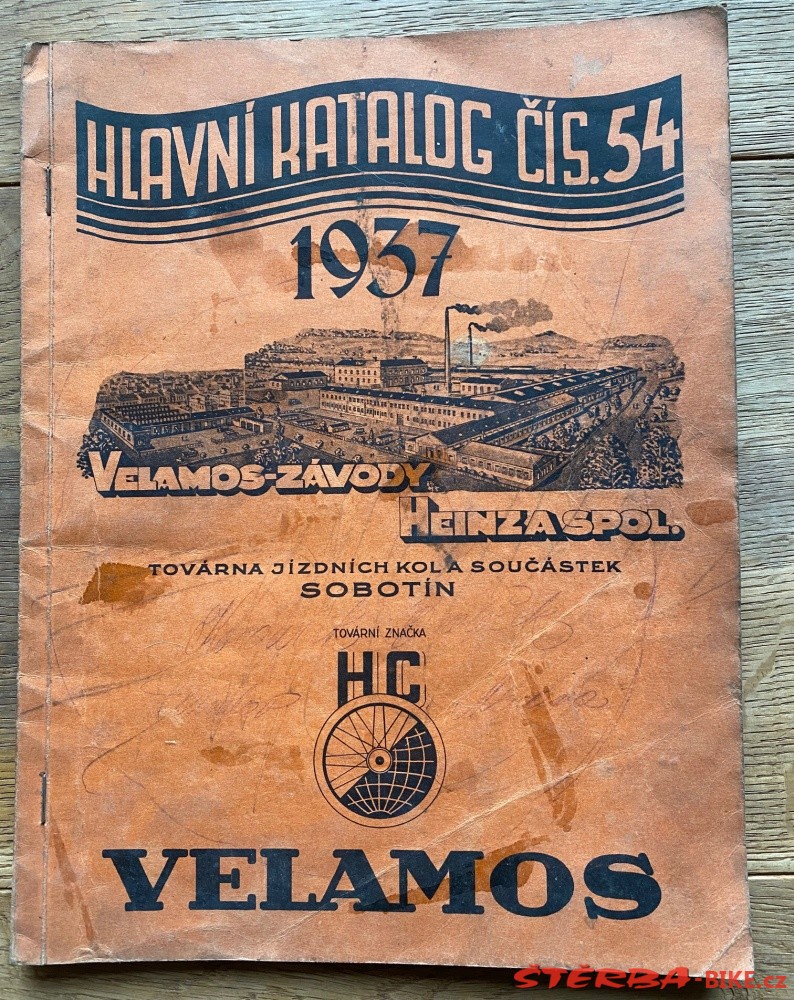 HLAVNÍ KATALOG ČÍS. 54
1937
VELAMOS-ZÁVODY
HEINZ A SPOL.
TOVÁRNA JÍZDNÍCH KOL A SOUČÁSTEK
SOBOTÍN
TOVÁRNÍ ZNAČKA
HC
VELAMOS
ŠTĚRBA-BIKE.cz